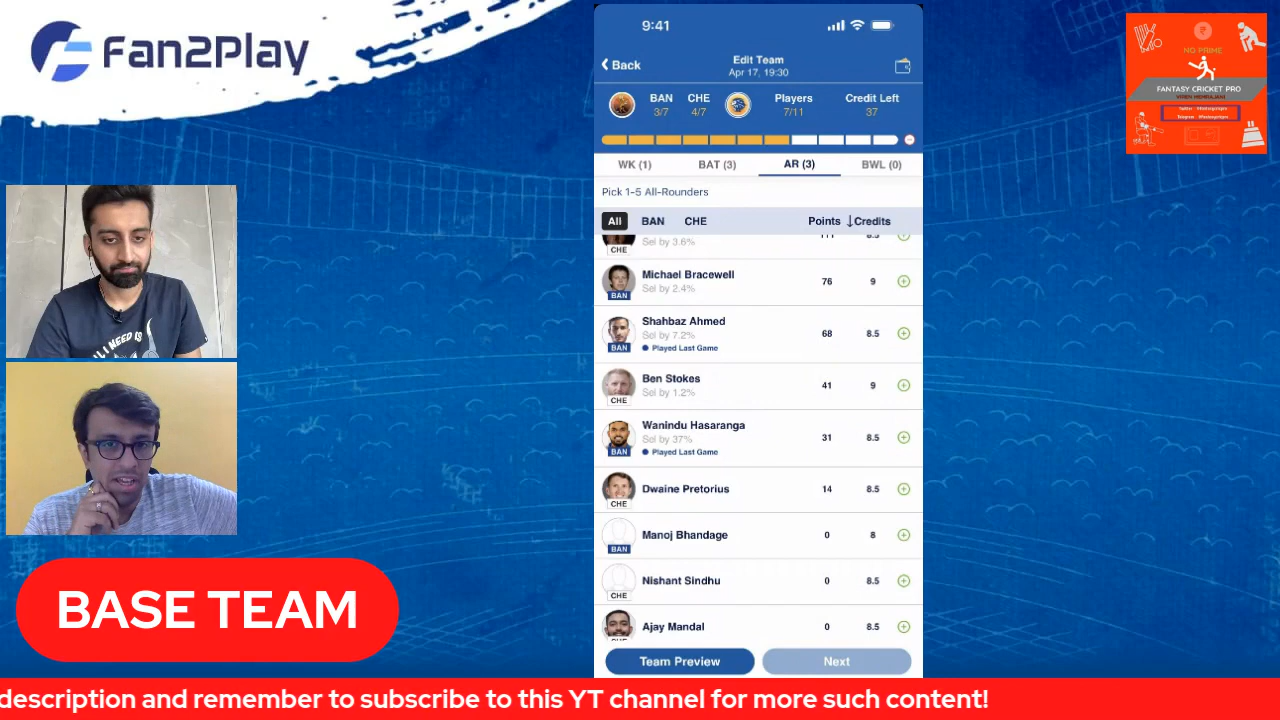 Fan2Play
BASE TEAM
9:41
Back
Edit Team
Apr 17, 19:30
BAN
3/7
CHE
4/7
Players
7/11
Credit Left
37
WK (1)
BAT (3)
AR (3)
BWL (0)
Pick 1-5 All-Rounders
All
BAN
CHE
Points
↓Credits
CHE
Sel by 3.6%
111
8.5
Michael Bracewell
Sel by 2.4%
BAN
76
9
Shahbaz Ahmed
Sel by 7.2%
Played Last Game
BAN
68
8.5
Ben Stokes
Sel by 1.2%
CHE
41
9
Wanindu Hasaranga
Sel by 37%
Played Last Game
BAN
31
8.5
Dwaine Pretorius
CHE
14
8.5
Manoj Bhandage
BAN
0
8
Nishant Sindhu
CHE
0
8.5
Ajay Mandal
CHE
0
8.5
Team Preview
Next
NO PRIME
FANTASY CRICKET PRO
description and remember to subscribe to this YT channel for more such content!